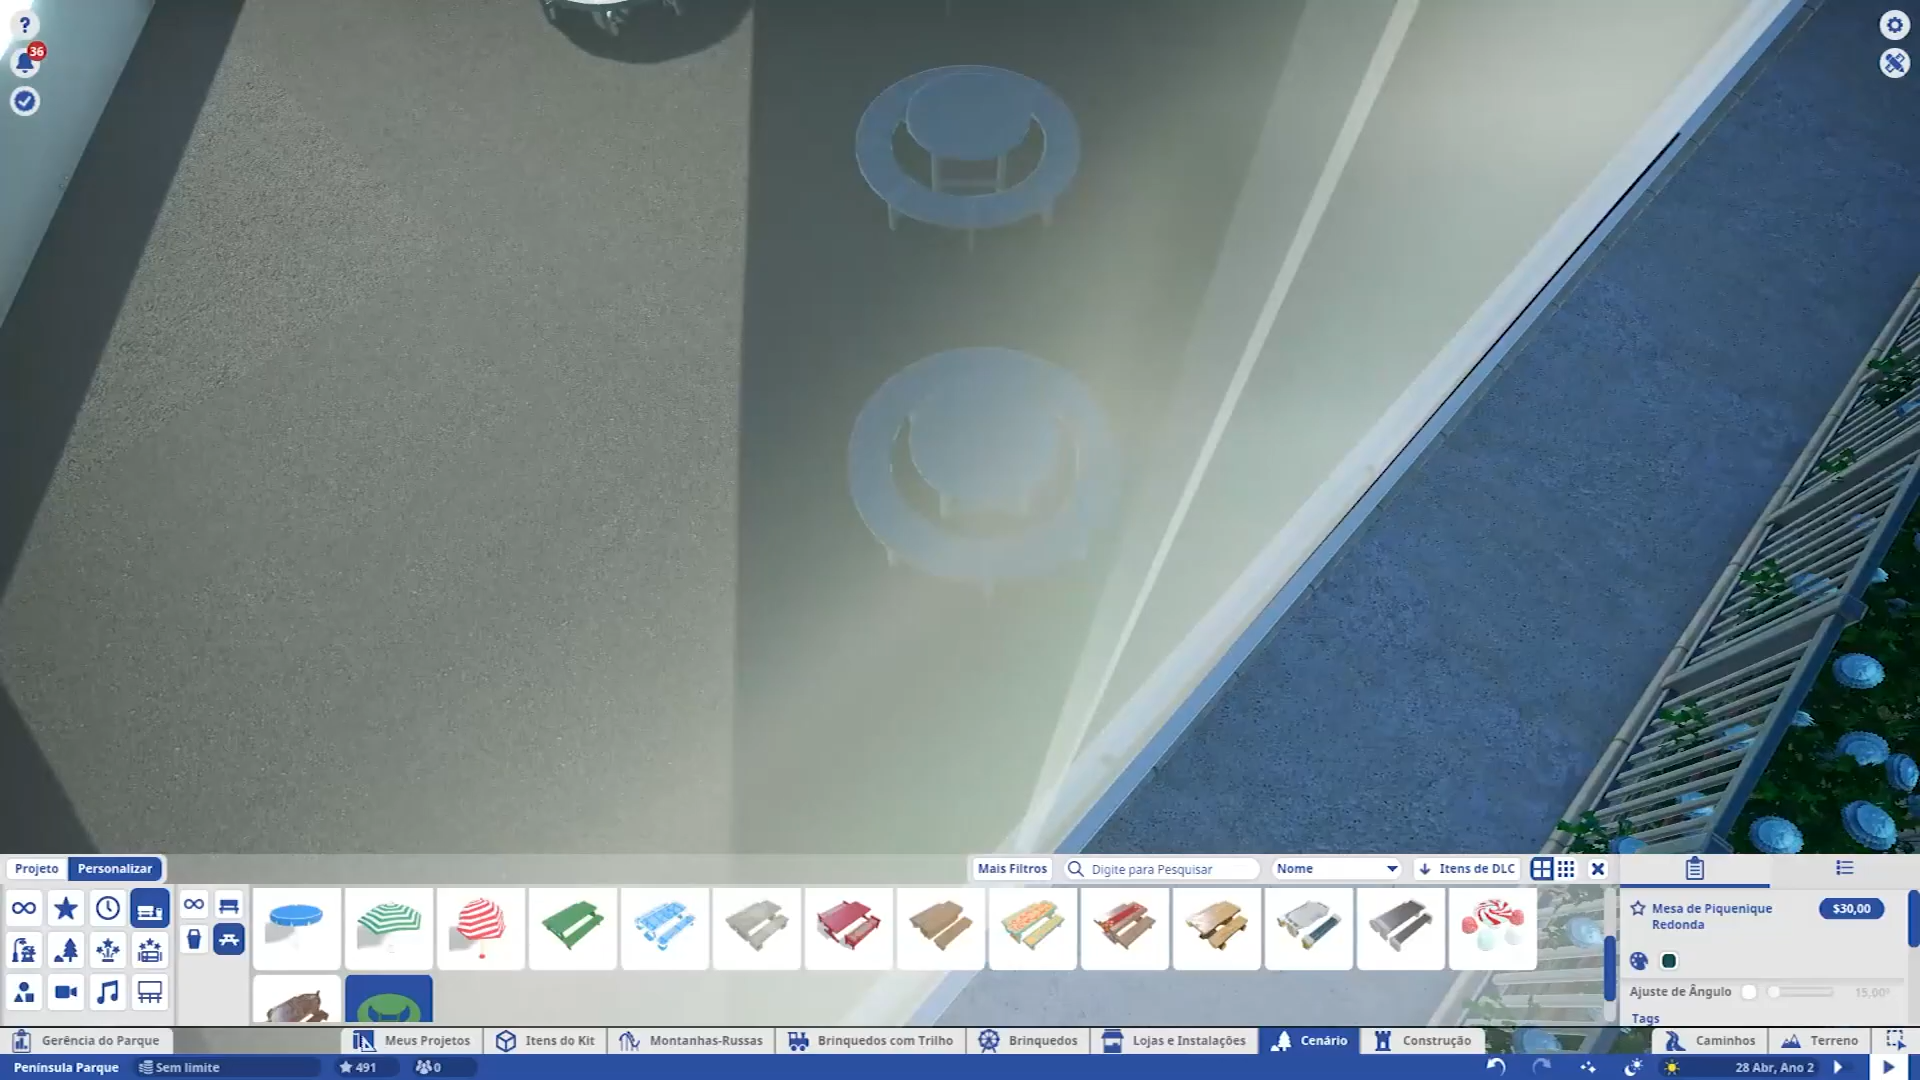 ?
36
Projeto
Personalizar
Mais Filtros
Digite para Pesquisar
Nome
Itens de DLC
Mesa de Piquenique
Redonda
$30,00
Ajuste de Ângulo
15,00°
Tags
Gerência do Parque
Meus Projetos
Itens do Kit
Montanhas-Russas
Brinquedos com Trilho
Brinquedos
Lojas e Instalações
Cenário
Construção
Caminhos
Terreno
Península Parque
Sem limite
491
0
28 Abr, Ano 2